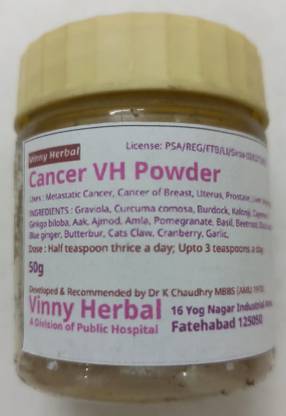 Vinny Herbal
License: PSA/REG/FTB/LI/
Cancer VH Powder
Uses: Metastatic Cancer, Cancer of Breast, Uterus, Prostate,
INGREDIENTS: Graviola, Curcuma comosa, Burdock, Kalonji,
Ginkgo biloba, Aak, Ajmod, Amla, Pomegranate, Basil, Beetroot,
Blue ginger, Butterbur, Cats Claw, Cranberry, Garlic,
Dose: Half teaspoon thrice a day; Upto 3 teaspoons a day
50g
Developed & Recommended by Dr K Chaudhry MBBS
Vinny Herbal
A Division of Public Hospital
16 Yog Nagar Industrial
Fatehabad 125050